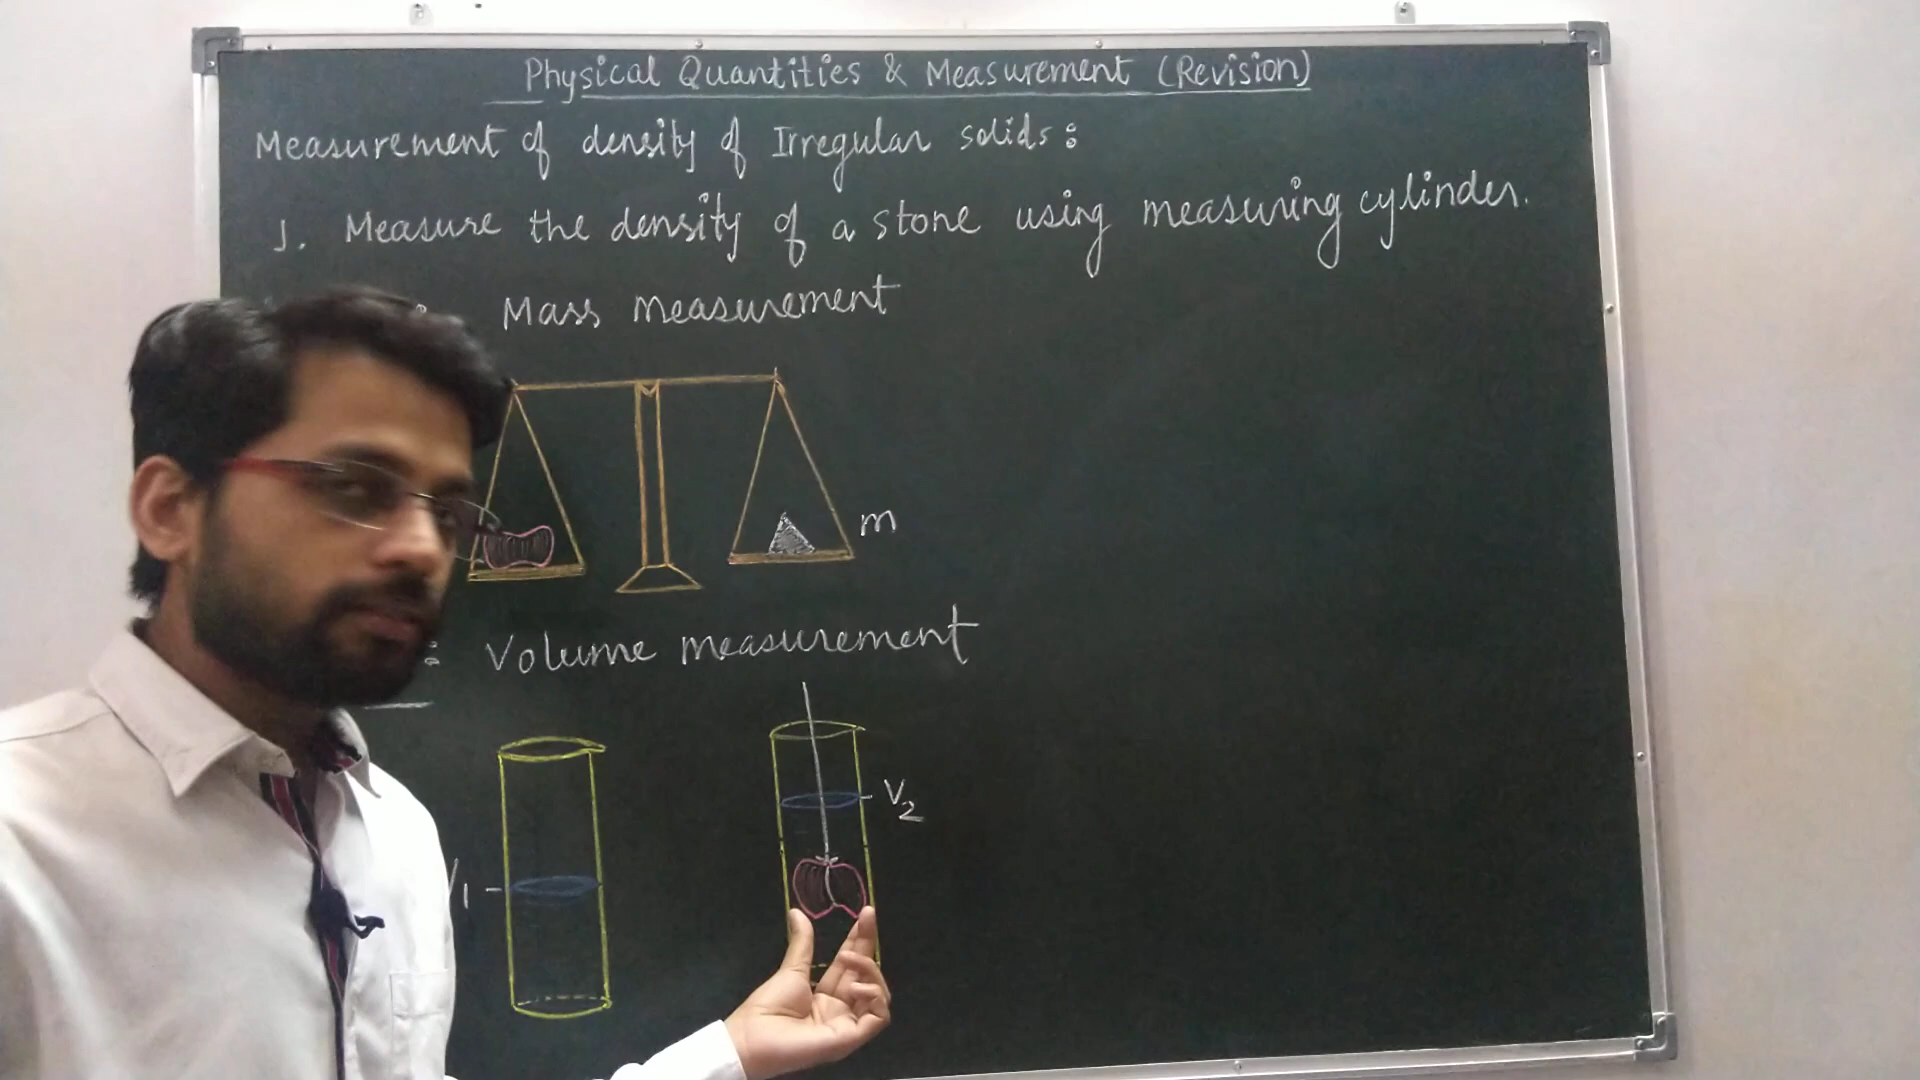 Physical Quantities & Measurement (Revision)
Measurement of density of Irregular solids:
1. Measure the density of a stone using measuring cylinder.
: Mass measurement
m
: Volume measurement
V2
V1